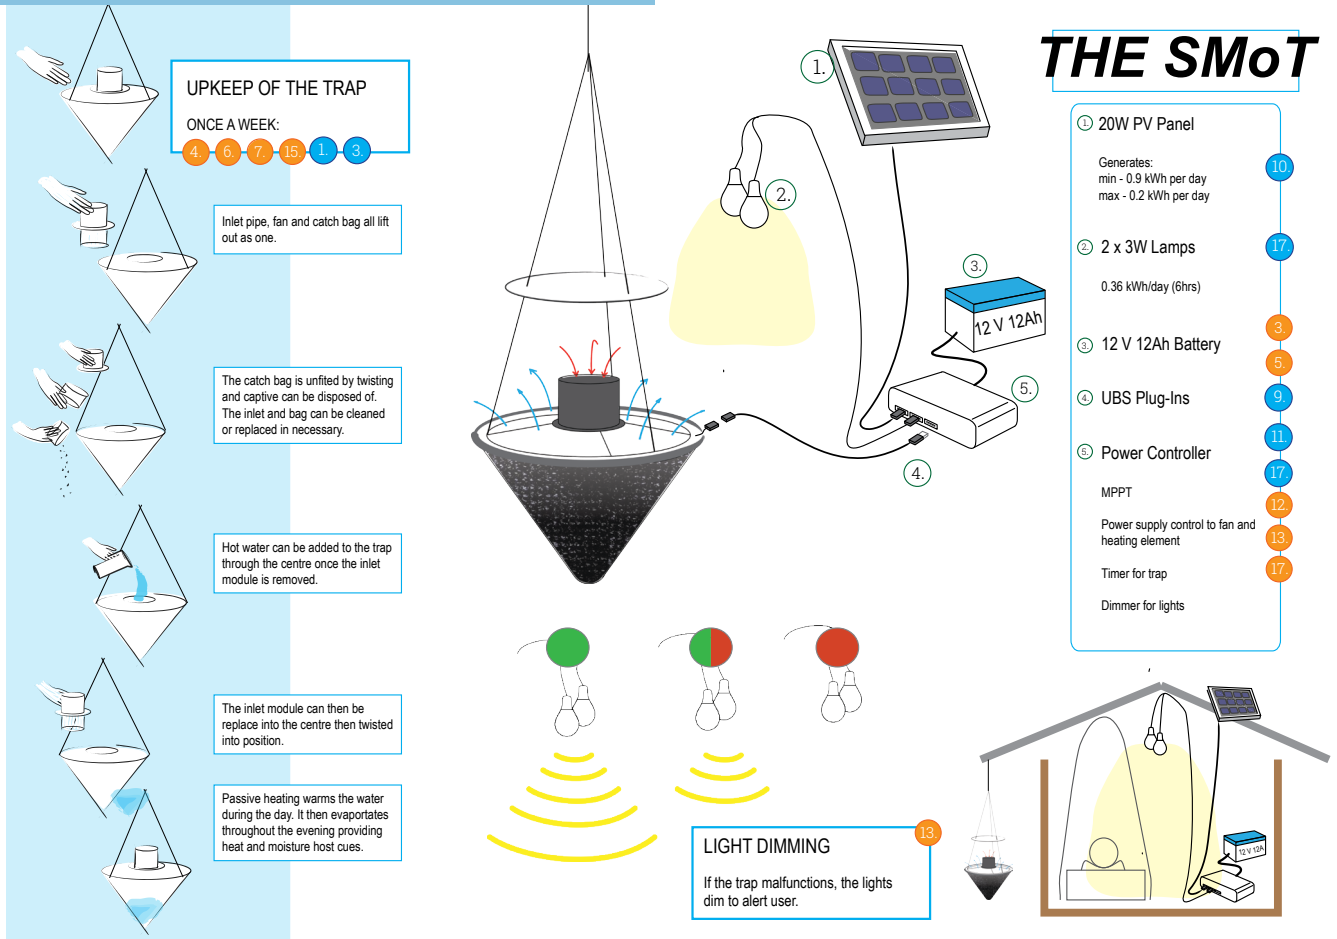 UPKEEP OF THE TRAP
ONCE A WEEK:
4. 6. 7. 15. 1. 3.
Inlet pipe, fan and catch bag all lift
out as one.
The catch bag is unfited by twisting
and captive can be disposed of.
The inlet and bag can be cleaned
or replaced in necessary.
Hot water can be added to the trap
through the centre once the inlet
module is removed.
The inlet module can then be
replace into the centre then twisted
into position.
Passive heating warms the water
during the day. It then evaportates
throughout the evening providing
heat and moisture host cues.
1.
2.
3.
12 V 12Ah
5.
4.
LIGHT DIMMING
13.
If the trap malfunctions, the lights
dim to alert user.
THE SMoT
1. 20W PV Panel
Generates:
min - 0.9 kWh per day
max - 0.2 kWh per day
10.
2. 2 x 3W Lamps
17.
0.36 kWh/day (6hrs)
3.
3. 12 V 12Ah Battery
5.
4. UBS Plug-Ins
9.
11.
5. Power Controller
17.
MPPT
12.
Power supply control to fan and
heating element
13.
Timer for trap
17.
Dimmer for lights
12 V 12A